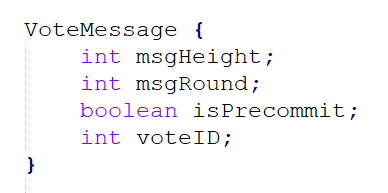 VoteMessage {
    int msgHeight;
    int msgRound;
    boolean isPrecommit;
    int voteID;
}